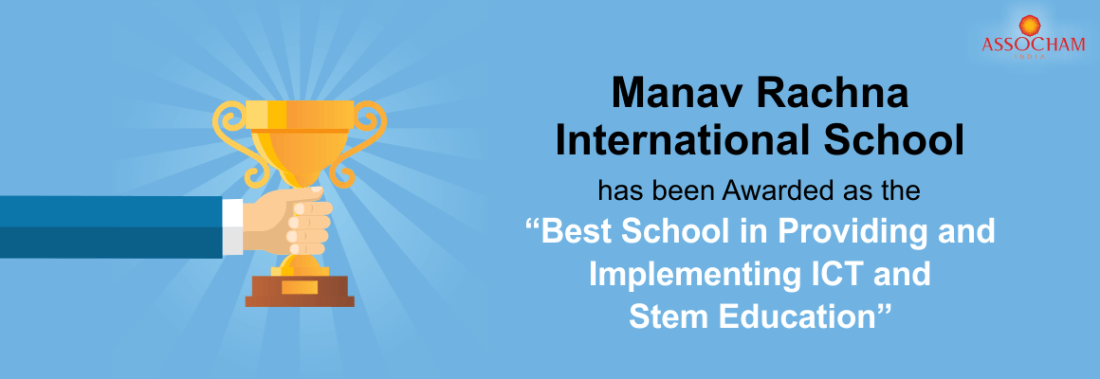 ASSOCHAM
INDIA
Manav Rachna
International School
has been Awarded as the
“Best School in Providing and
Implementing ICT and
Stem Education”